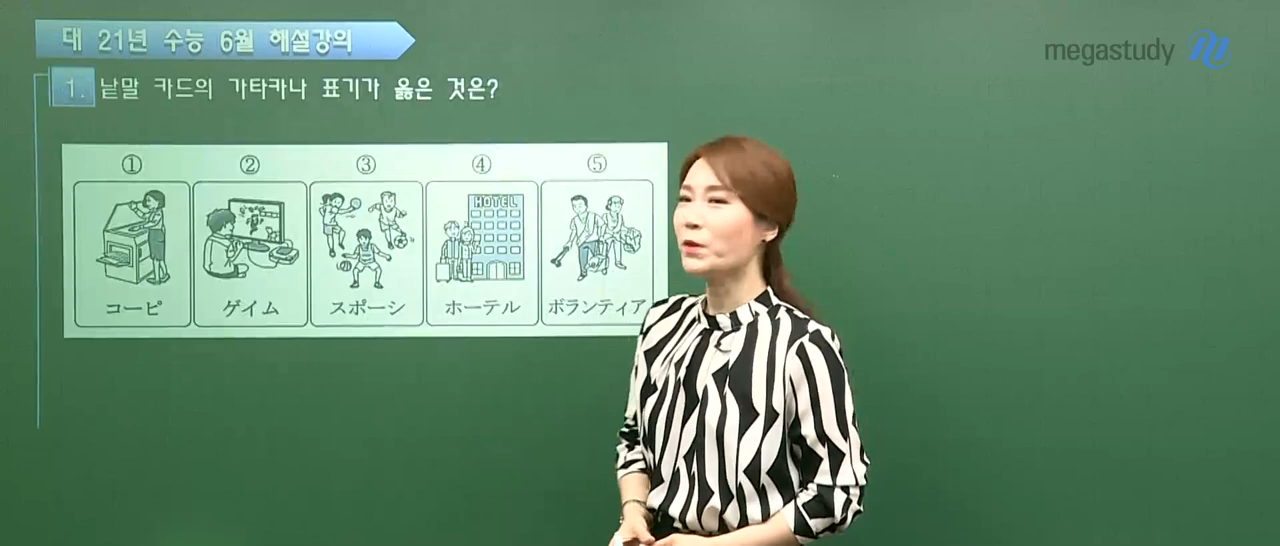 대 21년 수능 6월 해설강의
megastudy
1. 낱말 카드의 가타카나 표기가 옳은 것은?
① ② ③ ④ ⑤
HOTEL
コーピ ゲイム スポーシ ホーテル ボランティア